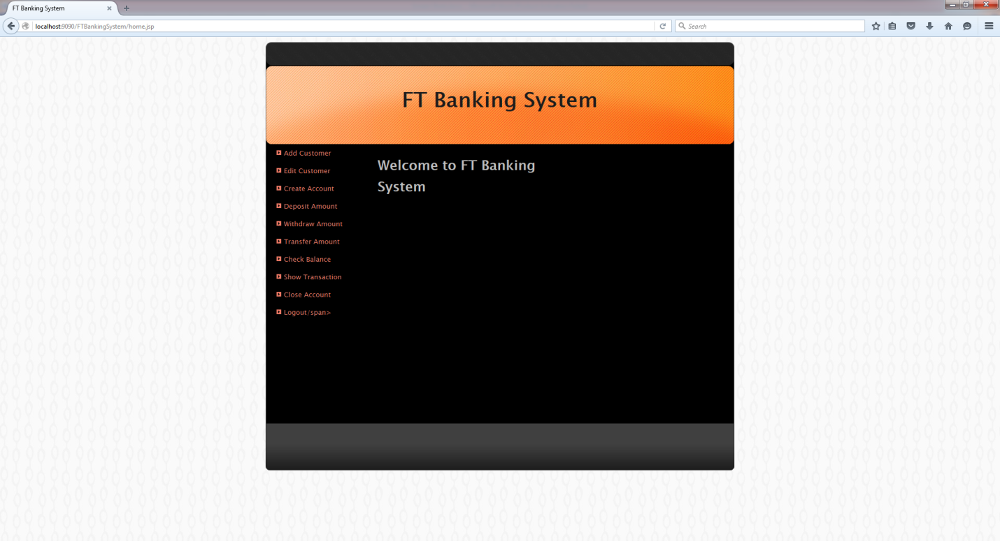 FT Banking System
localhost:9090/FTBankingSystem/home.jsp
Search
FT Banking System
Add Customer
Edit Customer
Create Account
Deposit Amount
Withdraw Amount
Transfer Amount
Check Balance
Show Transaction
Close Account
Logout/span>
Welcome to FT Banking
System